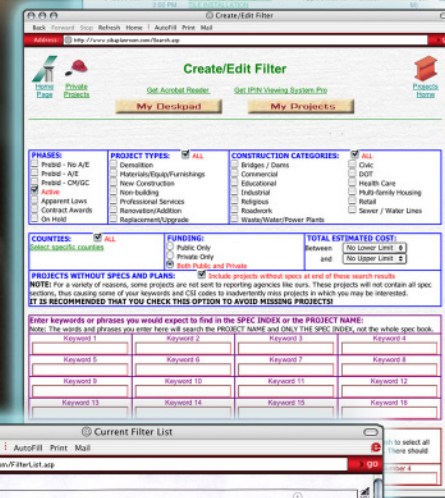 2:00 PM TILE INSTALLATION
Create/Edit Filter
Back Forward Stop Refresh Home AutoFill Print Mail
Address:
Home Page
Private Projects
Create/Edit Filter
Get Acrobat Reader
Get IPIN Viewing System Pro
Projects Home
My Deskpad
My Projects
PHASES:
Prebid - No A/E
Prebid - A/E
Prebid - CM/GC
Active
Apparent Lows
Contract Awards
On Hold
PROJECT TYPES: ALL
Demolition
Materials/Equip/Furnishings
New Construction
Non-building
Professional Services
Renovation/Addition
Replacement/Upgrade
CONSTRUCTION CATEGORIES: ALL
Bridges / Dams
Commercial
Educational
Industrial
Religious
Roadwork
Waste/Water/Power Plants
Civic
DOT
Health Care
Multi-family Housing
Retail
Sewer / Water Lines
COUNTIES: ALL
Select specific counties
FUNDING:
Public Only
Private Only
Both Public and Private
TOTAL ESTIMATED COST:
Between No Lower Limit
and No Upper Limit
PROJECTS WITHOUT SPECS AND PLANS: Include projects without specs at end of these search results
NOTE: For a variety of reasons, some projects are not sent to reporting agencies like ours. These projects will not contain all spec
sections, thus causing some of your keywords and CSI codes to inadvertently miss projects in which you may be interested.
IT IS RECOMMENDED THAT YOU CHECK THIS OPTION TO AVOID MISSING PROJECTS!
Enter keywords or phrases you would expect to find in the SPEC INDEX or the PROJECT NAME:
Note: The words and phrases you enter here will search the PROJECT NAME and ONLY THE SPEC INDEX, not the whole spec book.
Keyword 1 Keyword 2 Keyword 3 Keyword 4
Keyword 5 Keyword 6 Keyword 7 Keyword 8
Keyword 9 Keyword 10 Keyword 11 Keyword 12
Keyword 13 Keyword 14 Keyword 15 Keyword 16
Current Filter List
AutoFill Print Mail
om/FilterList.asp
go
sh to select all
There should
mber 4